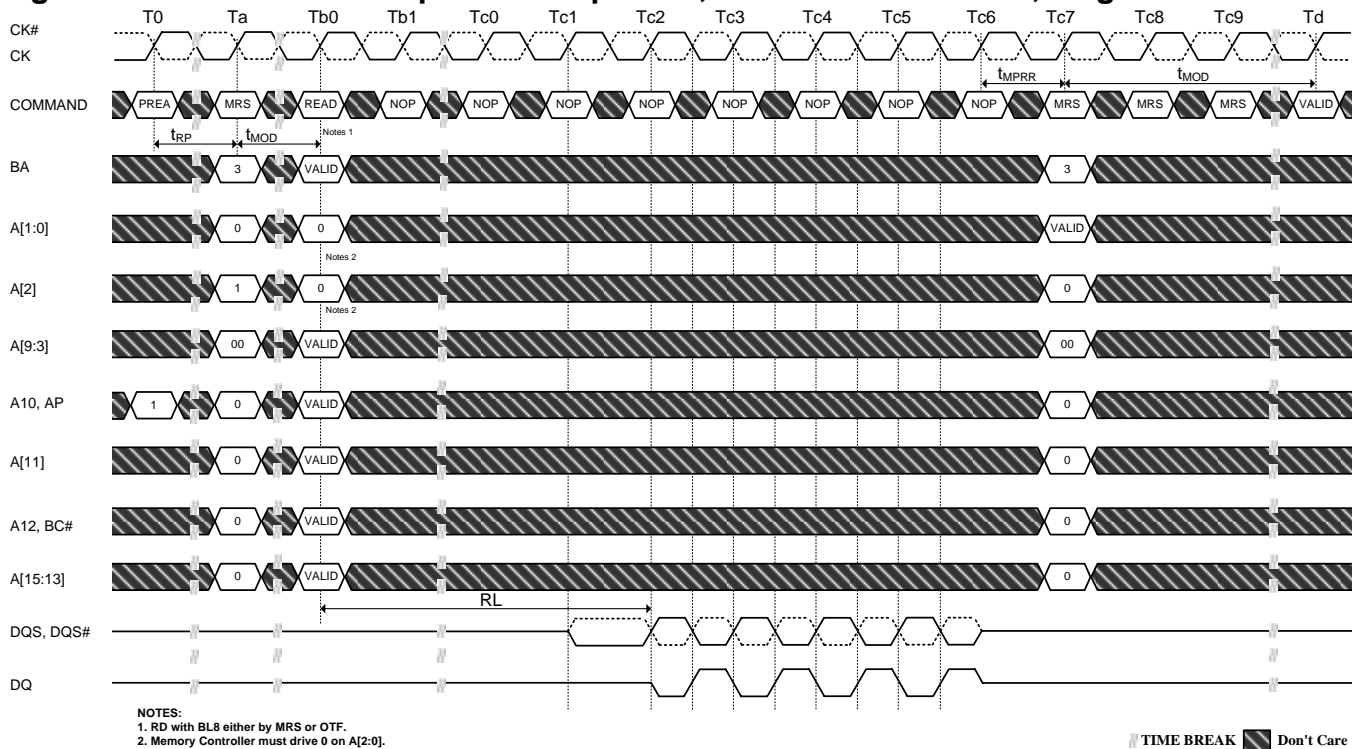 T0 Ta Tb0 Tb1 Tc0 Tc1 Tc2 Tc3 Tc4 Tc5 Tc6 Tc7 Tc8 Tc9 Td
CK#
CK
tMPRR tMOD
COMMAND PREA MRS READ NOP NOP NOP NOP NOP NOP NOP NOP MRS MRS MRS VALID
tRP tMOD Notes 1
BA 3 VALID 3
A[1:0] 0 0 VALID
Notes 2
A[2] 1 0 0
Notes 2
A[9:3] 00 VALID 00
A10, AP 1 0 VALID 0
A[11] 0 VALID 0
A12, BC# 0 VALID 0
A[15:13] 0 VALID 0
RL
DQS, DQS#
DQ
NOTES:
1. RD with BL8 either by MRS or OTF.
2. Memory Controller must drive 0 on A[2:0].
TIME BREAK Don't Care